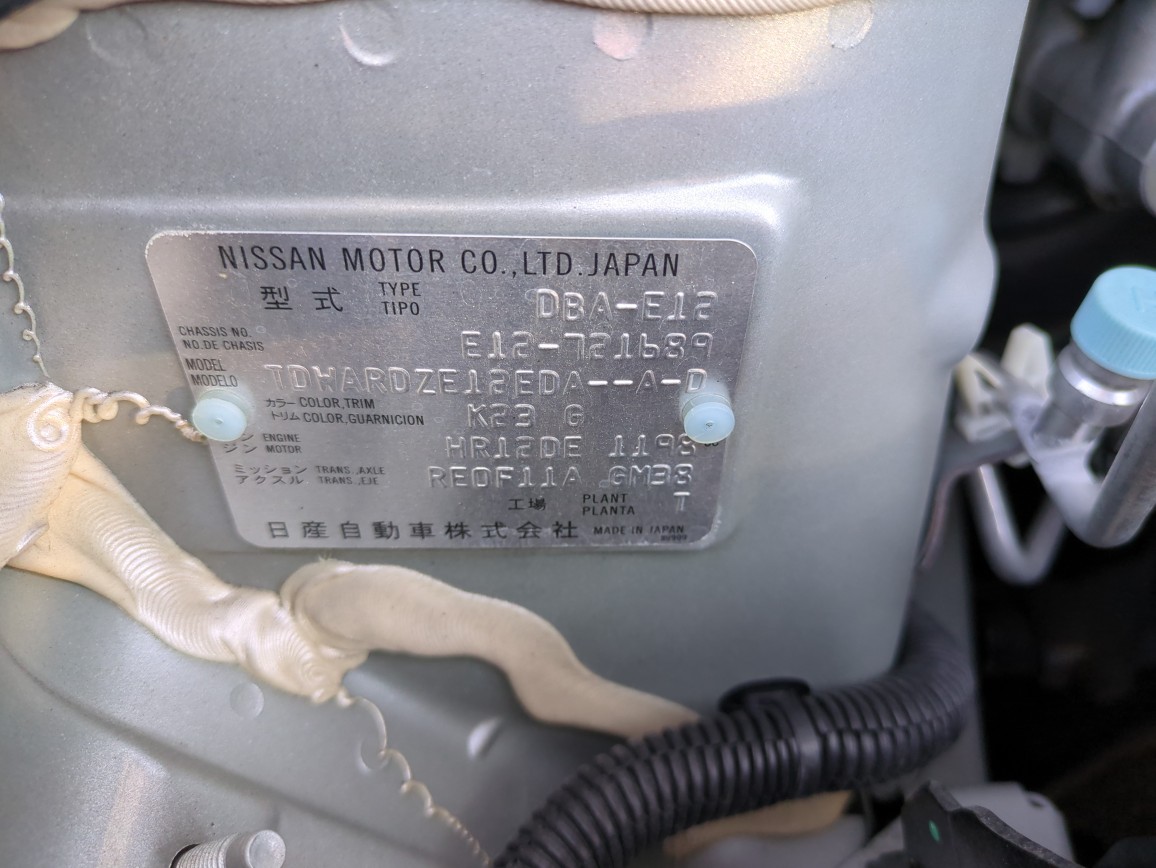 NISSAN MOTOR CO.,LTD.JAPAN
型式 TYPE DBA-E12
TIPO
CHASSIS NO. E12-721689
NO.DE CHASIS
MODEL TDHARDZE12EDA--A-D
MODELO
カラー COLOR,TRIM K23 G
トリム COLOR,GUARNICION
ン ENGINE HR12DE 1198
ジン MOTOR
ミッション TRANS.,AXLE RE0F11A GM38
アクスル TRANS.,EJE
工場 PLANT T
PLANTA
日産自動車株式会社 MADE IN JAPAN